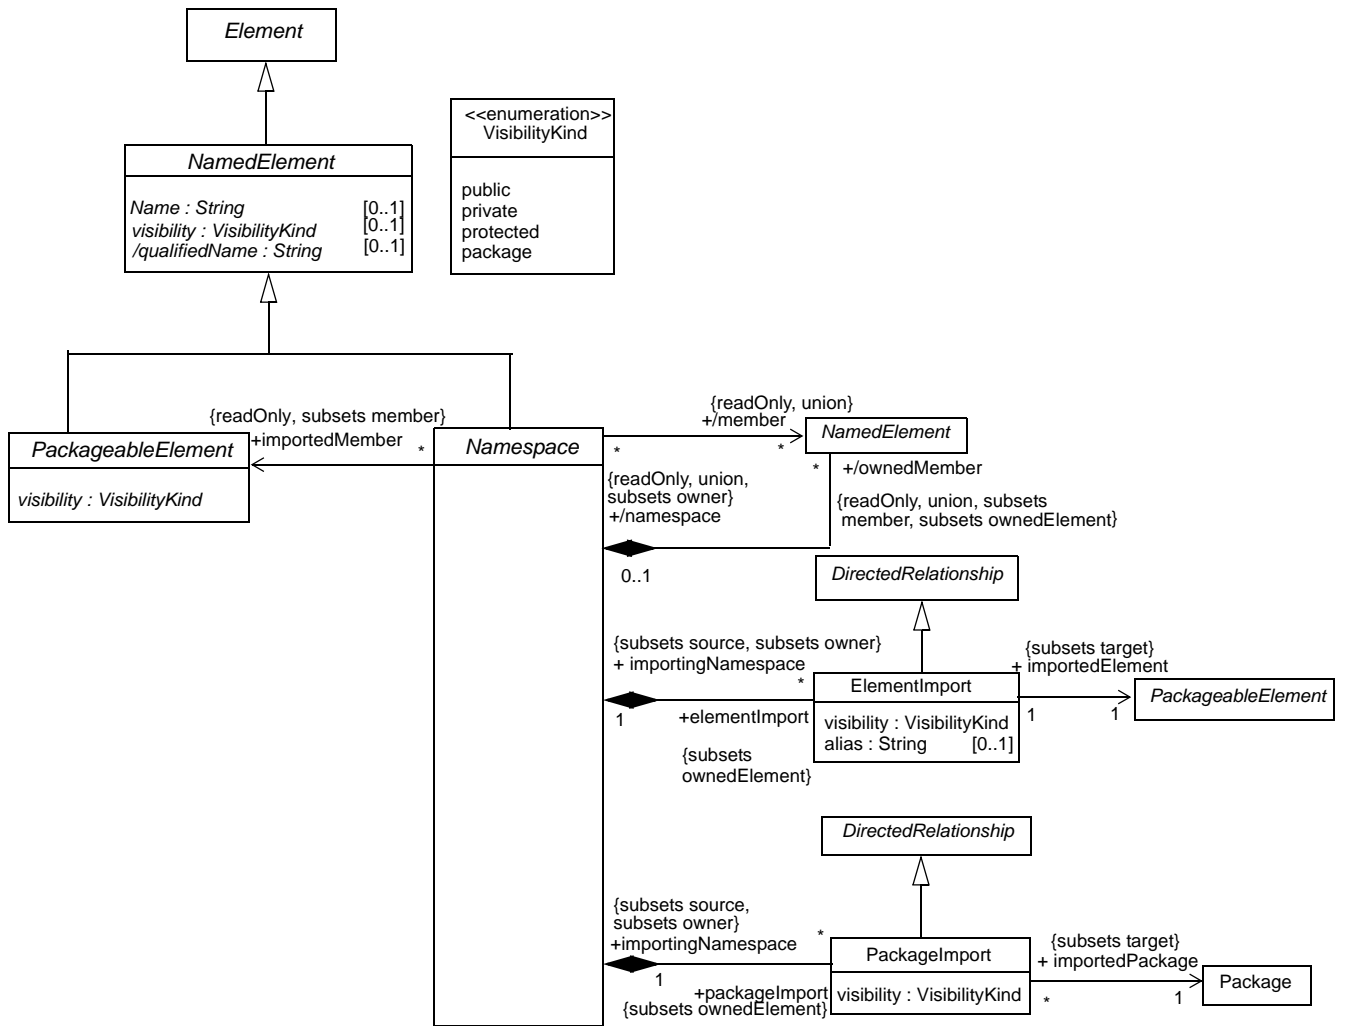 Element
<<enumeration>>
VisibilityKind
public
private
protected
package
NamedElement
Name : String [0..1]
visibility : VisibilityKind [0..1]
/qualifiedName : String [0..1]
{readOnly, subsets member}
+importedMember *
PackageableElement
visibility : VisibilityKind
Namespace
{readOnly, union}
+/member
* *
NamedElement
{readOnly, union,
subsets owner}
+/namespace
0..1
* +/ownedMember
{readOnly, union, subsets
member, subsets ownedElement}
DirectedRelationship
{subsets source, subsets owner}
+ importingNamespace
*
1
+elementImport
{subsets
ownedElement}
ElementImport
visibility : VisibilityKind
alias : String [0..1]
{subsets target}
+ importedElement
1 1
PackageableElement
DirectedRelationship
{subsets source,
subsets owner}
+importingNamespace
*
1
+packageImport
{subsets ownedElement}
PackageImport
visibility : VisibilityKind
{subsets target}
+ importedPackage
* 1
Package